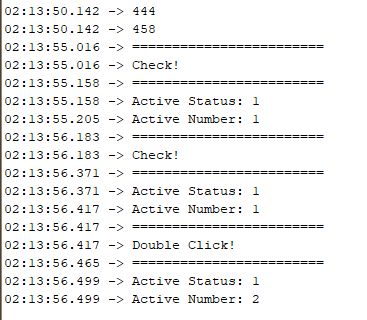 02:13:50.142 -> 444
02:13:50.142 -> 458
02:13:55.016 -> ========================
02:13:55.016 -> Check!
02:13:55.158 -> ========================
02:13:55.158 -> Active Status: 1
02:13:55.205 -> Active Number: 1
02:13:56.183 -> ========================
02:13:56.183 -> Check!
02:13:56.371 -> ========================
02:13:56.371 -> Active Status: 1
02:13:56.417 -> Active Number: 1
02:13:56.417 -> ========================
02:13:56.417 -> Double Click!
02:13:56.465 -> ========================
02:13:56.499 -> Active Status: 1
02:13:56.499 -> Active Number: 2